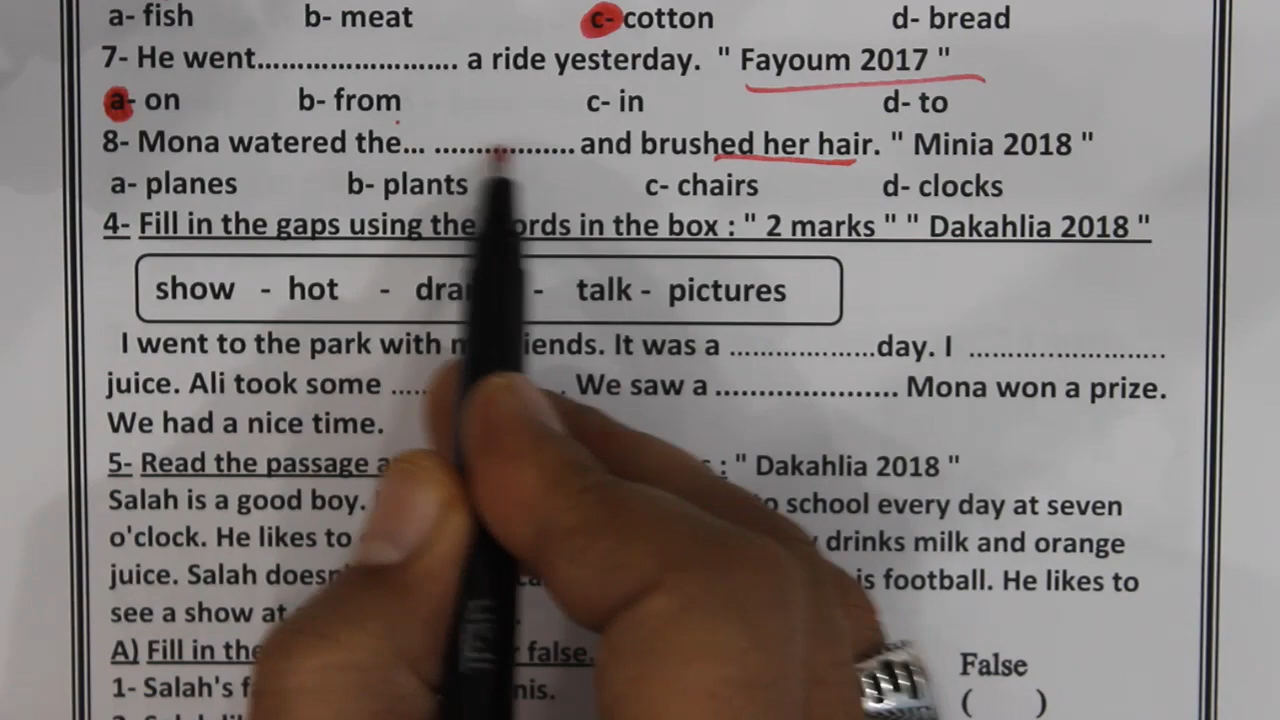 a- fish b- meat c- cotton d- bread
7- He went......................... a ride yesterday. " Fayoum 2017 "
a- on b- from c- in d- to
8- Mona watered the... .................. and brushed her hair. " Minia 2018 "
a- planes b- plants c- chairs d- clocks
4- Fill in the gaps using the words in the box : " 2 marks " " Dakahlia 2018 "
show - hot - - talk - pictures
I went to the park with friends. It was a ..................day. I .........................
juice. Ali took some ..... . We saw a ..................... Mona won a prize.
We had a nice time.
5- Read the passage : " Dakahlia 2018 "
Salah is a good boy. to school every day at seven
o'clock. He likes to drinks milk and orange
juice. Salah is football. He likes to
see a show at
A) Fill in the false.
1- Salah's
False
( )